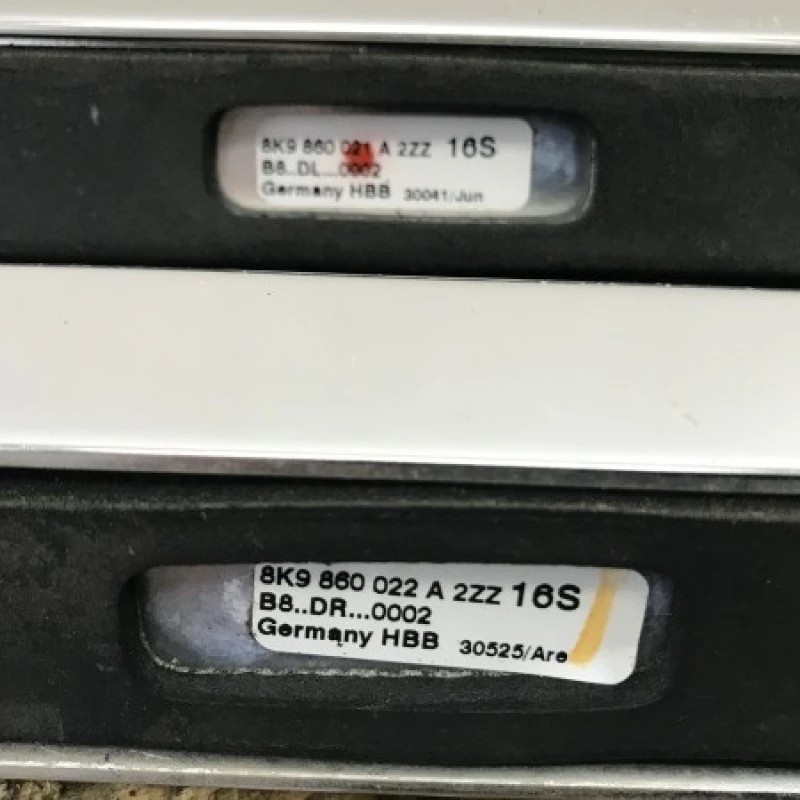 8K9 860 021 A 2ZZ 16S
B8..DL...0002
Germany HBB 30041/Jun
8K9 860 022 A 2ZZ 16S
B8..DR...0002
Germany HBB 30525/Are